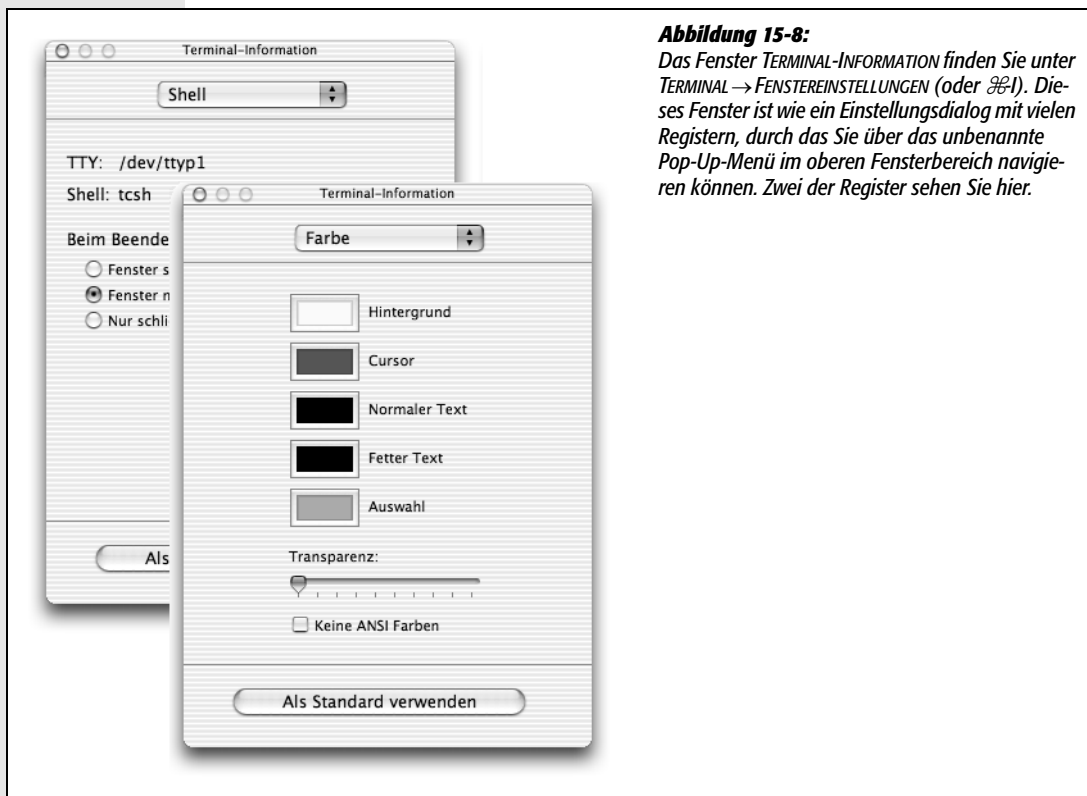 Terminal-Information
Shell
TTY: /dev/ttyp1
Shell: tcsh
Beim Beende
Fenster s
Fenster n
Nur schli
Als
Terminal-Information
Farbe
Hintergrund
Cursor
Normaler Text
Fetter Text
Auswahl
Transparenz:
Keine ANSI Farben
Als Standard verwenden
Abbildung 15-8:
Das Fenster TERMINAL-INFORMATION finden Sie unter
TERMINAL → FENSTEREINSTELLUNGEN (oder ⌘-I). Die-
ses Fenster ist wie ein Einstellungsdialog mit vielen
Registern, durch das Sie über das unbenannte
Pop-Up-Menü im oberen Fensterbereich navigie-
ren können. Zwei der Register sehen Sie hier.